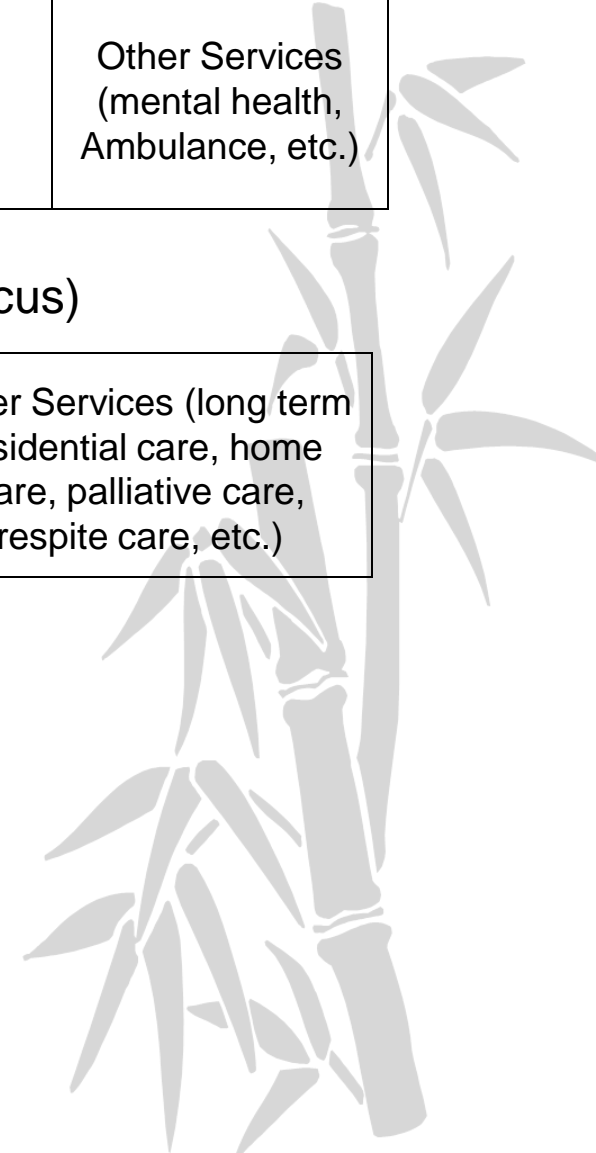 Other Services
(mental health,
Ambulance, etc.)
cus)
er Services (long term
sidential care, home
are, palliative care,
respite care, etc.)